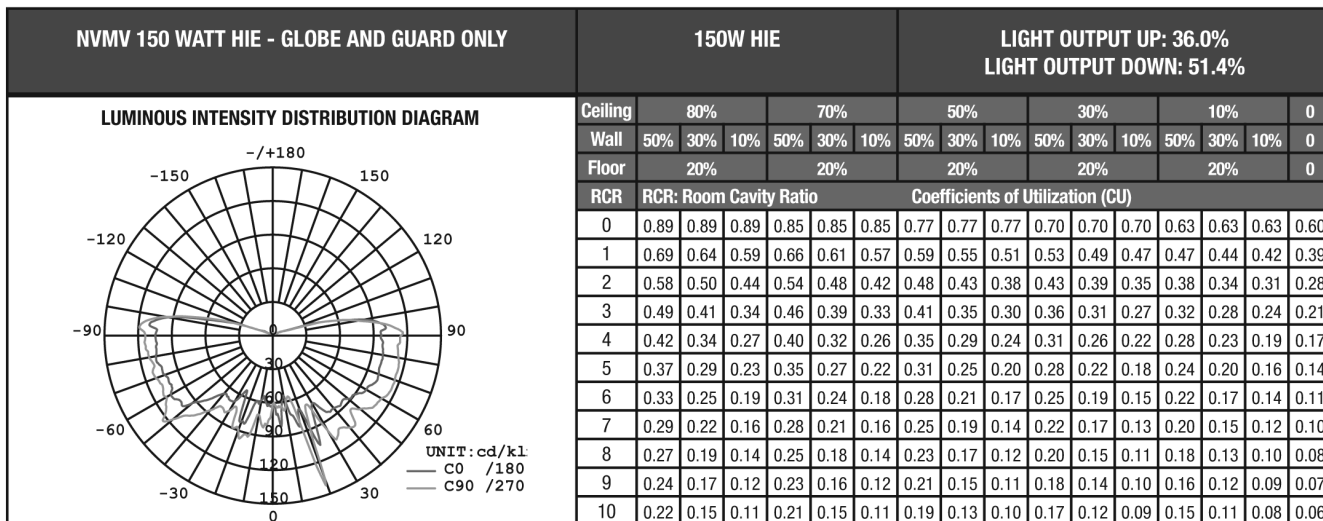 NVMV 150 WATT HIE - GLOBE AND GUARD ONLY
150W HIE
LIGHT OUTPUT UP: 36.0%
LIGHT OUTPUT DOWN: 51.4%
LUMINOUS INTENSITY DISTRIBUTION DIAGRAM
-/+180
-150 150
-120 120
-90 0 90
30
60
-60 90 60
120
-30 150 30
0
UNIT:cd/kl
C0 /180
C90 /270
Ceiling 80% 70% 50% 30% 10% 0
Wall 50% 30% 10% 50% 30% 10% 50% 30% 10% 50% 30% 10% 50% 30% 10% 0
Floor 20% 20% 20% 20% 20% 0
RCR RCR: Room Cavity Ratio Coefficients of Utilization (CU)
0 0.89 0.89 0.89 0.85 0.85 0.85 0.77 0.77 0.77 0.70 0.70 0.70 0.63 0.63 0.63 0.60
1 0.69 0.64 0.59 0.66 0.61 0.57 0.59 0.55 0.51 0.53 0.49 0.47 0.47 0.44 0.42 0.39
2 0.58 0.50 0.44 0.54 0.48 0.42 0.48 0.43 0.38 0.43 0.39 0.35 0.38 0.34 0.31 0.28
3 0.49 0.41 0.34 0.46 0.39 0.33 0.41 0.35 0.30 0.36 0.31 0.27 0.32 0.28 0.24 0.21
4 0.42 0.34 0.27 0.40 0.32 0.26 0.35 0.29 0.24 0.31 0.26 0.22 0.28 0.23 0.19 0.17
5 0.37 0.29 0.23 0.35 0.27 0.22 0.31 0.25 0.20 0.28 0.22 0.18 0.24 0.20 0.16 0.14
6 0.33 0.25 0.19 0.31 0.24 0.18 0.28 0.21 0.17 0.25 0.19 0.15 0.22 0.17 0.14 0.11
7 0.29 0.22 0.16 0.28 0.21 0.16 0.25 0.19 0.14 0.22 0.17 0.13 0.20 0.15 0.12 0.10
8 0.27 0.19 0.14 0.25 0.18 0.14 0.23 0.17 0.12 0.20 0.15 0.11 0.18 0.13 0.10 0.08
9 0.24 0.17 0.12 0.23 0.16 0.12 0.21 0.15 0.11 0.18 0.14 0.10 0.16 0.12 0.09 0.07
10 0.22 0.15 0.11 0.21 0.15 0.11 0.19 0.13 0.10 0.17 0.12 0.09 0.15 0.11 0.08 0.06